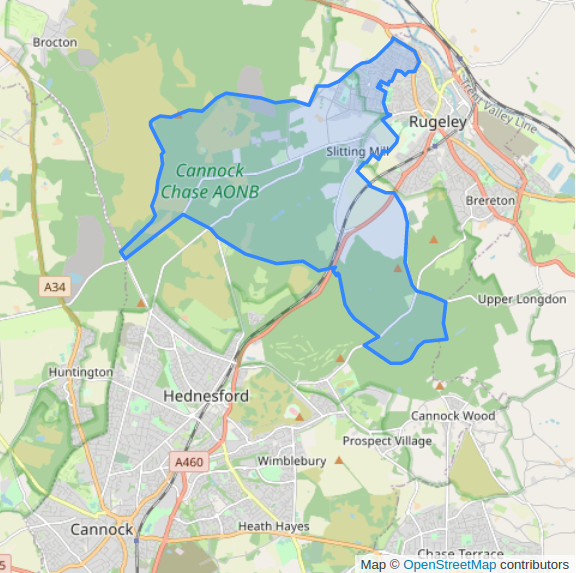 Brocton
Trent Valley Line
Rugeley
Slitting Mill
Cannock
Chase AONB
Brereton
A34
Upper Longdon
Huntington
Hednesford
Cannock Wood
Prospect Village
A460
Wimblebury
Heath Hayes
Cannock
Chase Terrace
5
Map © OpenStreetMap contributors